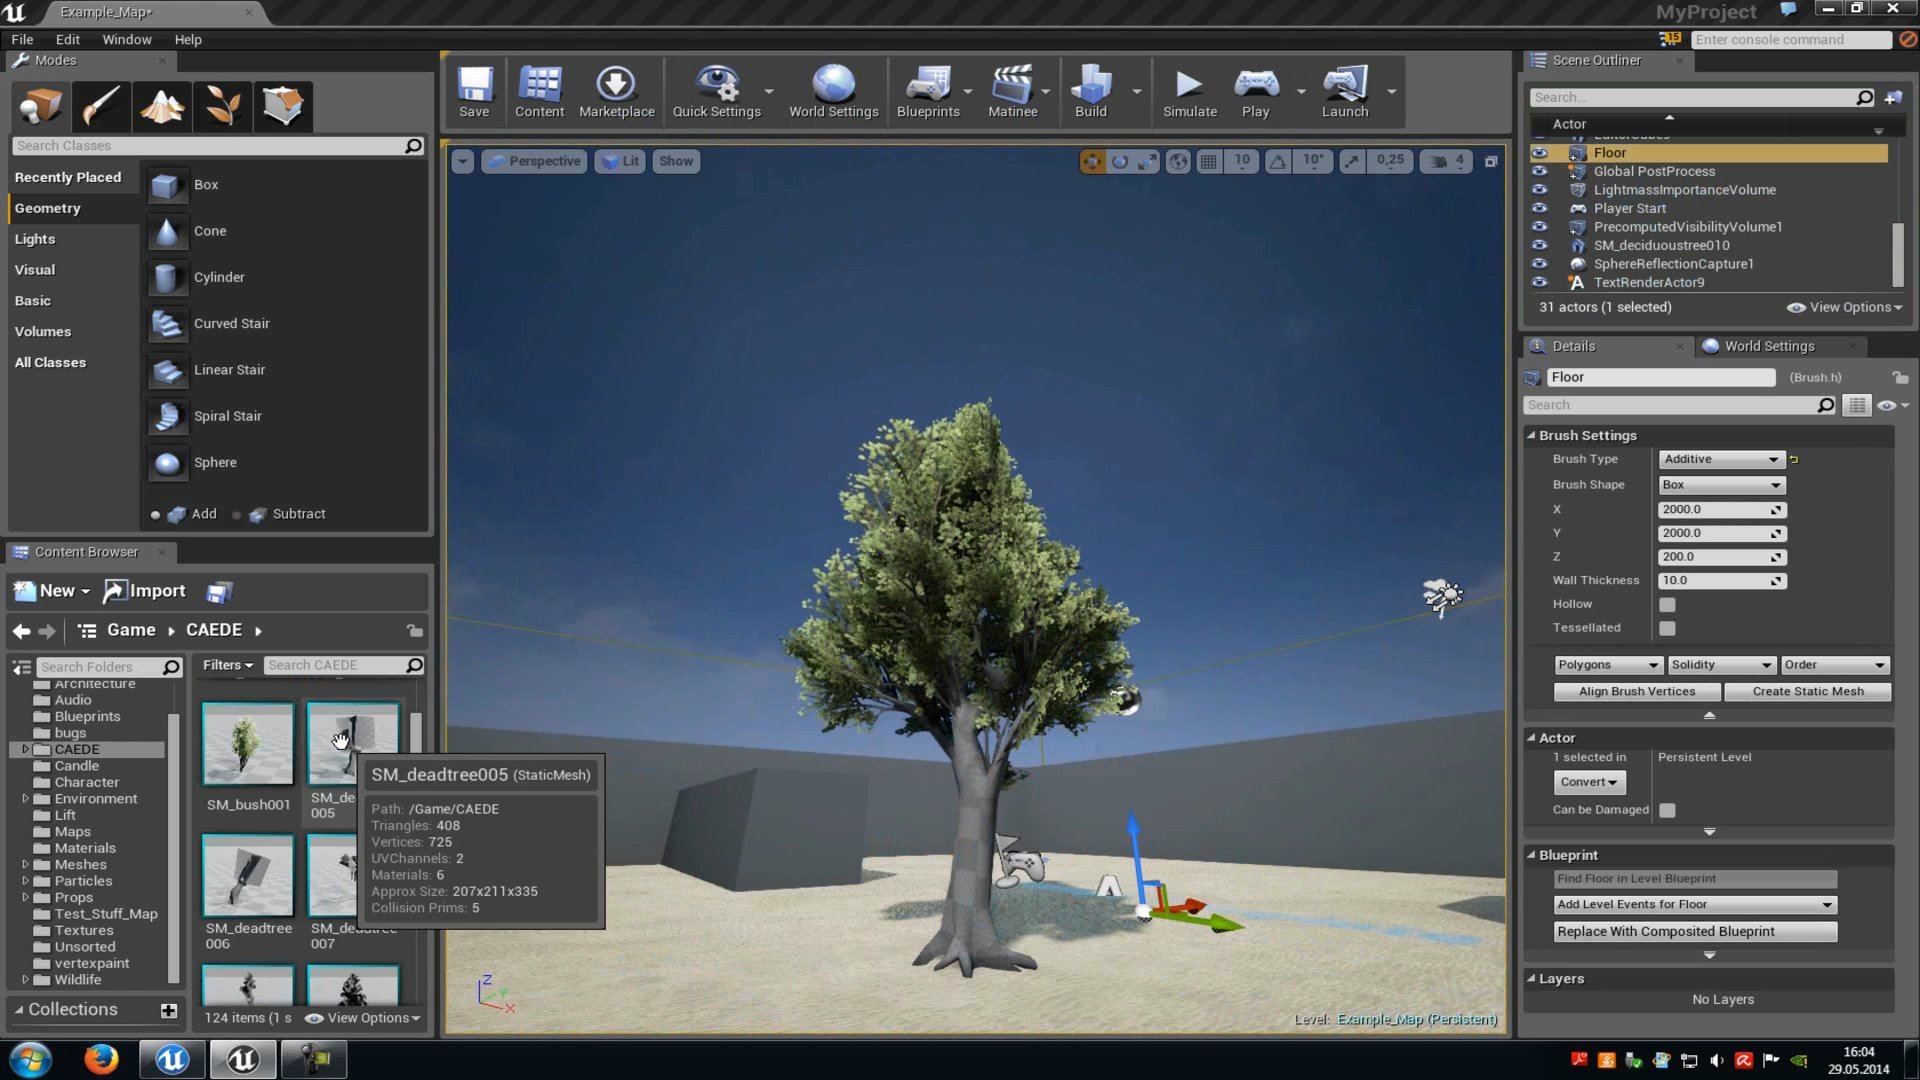 Example_Map*
MyProject
File Edit Window Help
15
Enter console command
Modes
Search Classes
Recently Placed
Geometry
Lights
Visual
Basic
Volumes
All Classes
Box
Cone
Cylinder
Curved Stair
Linear Stair
Spiral Stair
Sphere
Add Subtract
Save Content Marketplace Quick Settings World Settings Blueprints Matinee Build Simulate Play Launch
Perspective Lit Show
10 10° 0,25 4
Level: Example_Map (Persistent)
Z
Y
X
Content Browser
New Import
Game CAEDE
Search Folders
Filters Search CAEDE
Architecture
Audio
Blueprints
bugs
CAEDE
Candle
Character
Environment
Lift
Maps
Materials
Meshes
Particles
Props
Test_Stuff_Map
Textures
Unsorted
vertexpaint
Wildlife
Collections
SM_bush001
SM_de
005
SM_deadtree
006
SM_deadtree
007
124 items (1 s View Options
SM_deadtree005 (StaticMesh)
Path: /Game/CAEDE
Triangles: 408
Vertices: 725
UVChannels: 2
Materials: 6
Approx Size: 207x211x335
Collision Prims: 5
Scene Outliner
Search...
Actor
Floor
Global PostProcess
LightmassImportanceVolume
Player Start
PrecomputedVisibilityVolume1
SM_deciduoustree010
SphereReflectionCapture1
TextRenderActor9
31 actors (1 selected) View Options
Details World Settings
Floor (Brush.h)
Search
Brush Settings
Brush Type Additive
Brush Shape Box
X 2000.0
Y 2000.0
Z 200.0
Wall Thickness 10.0
Hollow
Tessellated
Polygons Solidity Order
Align Brush Vertices Create Static Mesh
Actor
1 selected in Persistent Level
Convert
Can be Damaged
Blueprint
Find Floor in Level Blueprint
Add Level Events for Floor
Replace With Composited Blueprint
Layers
No Layers
16:04
29.05.2014